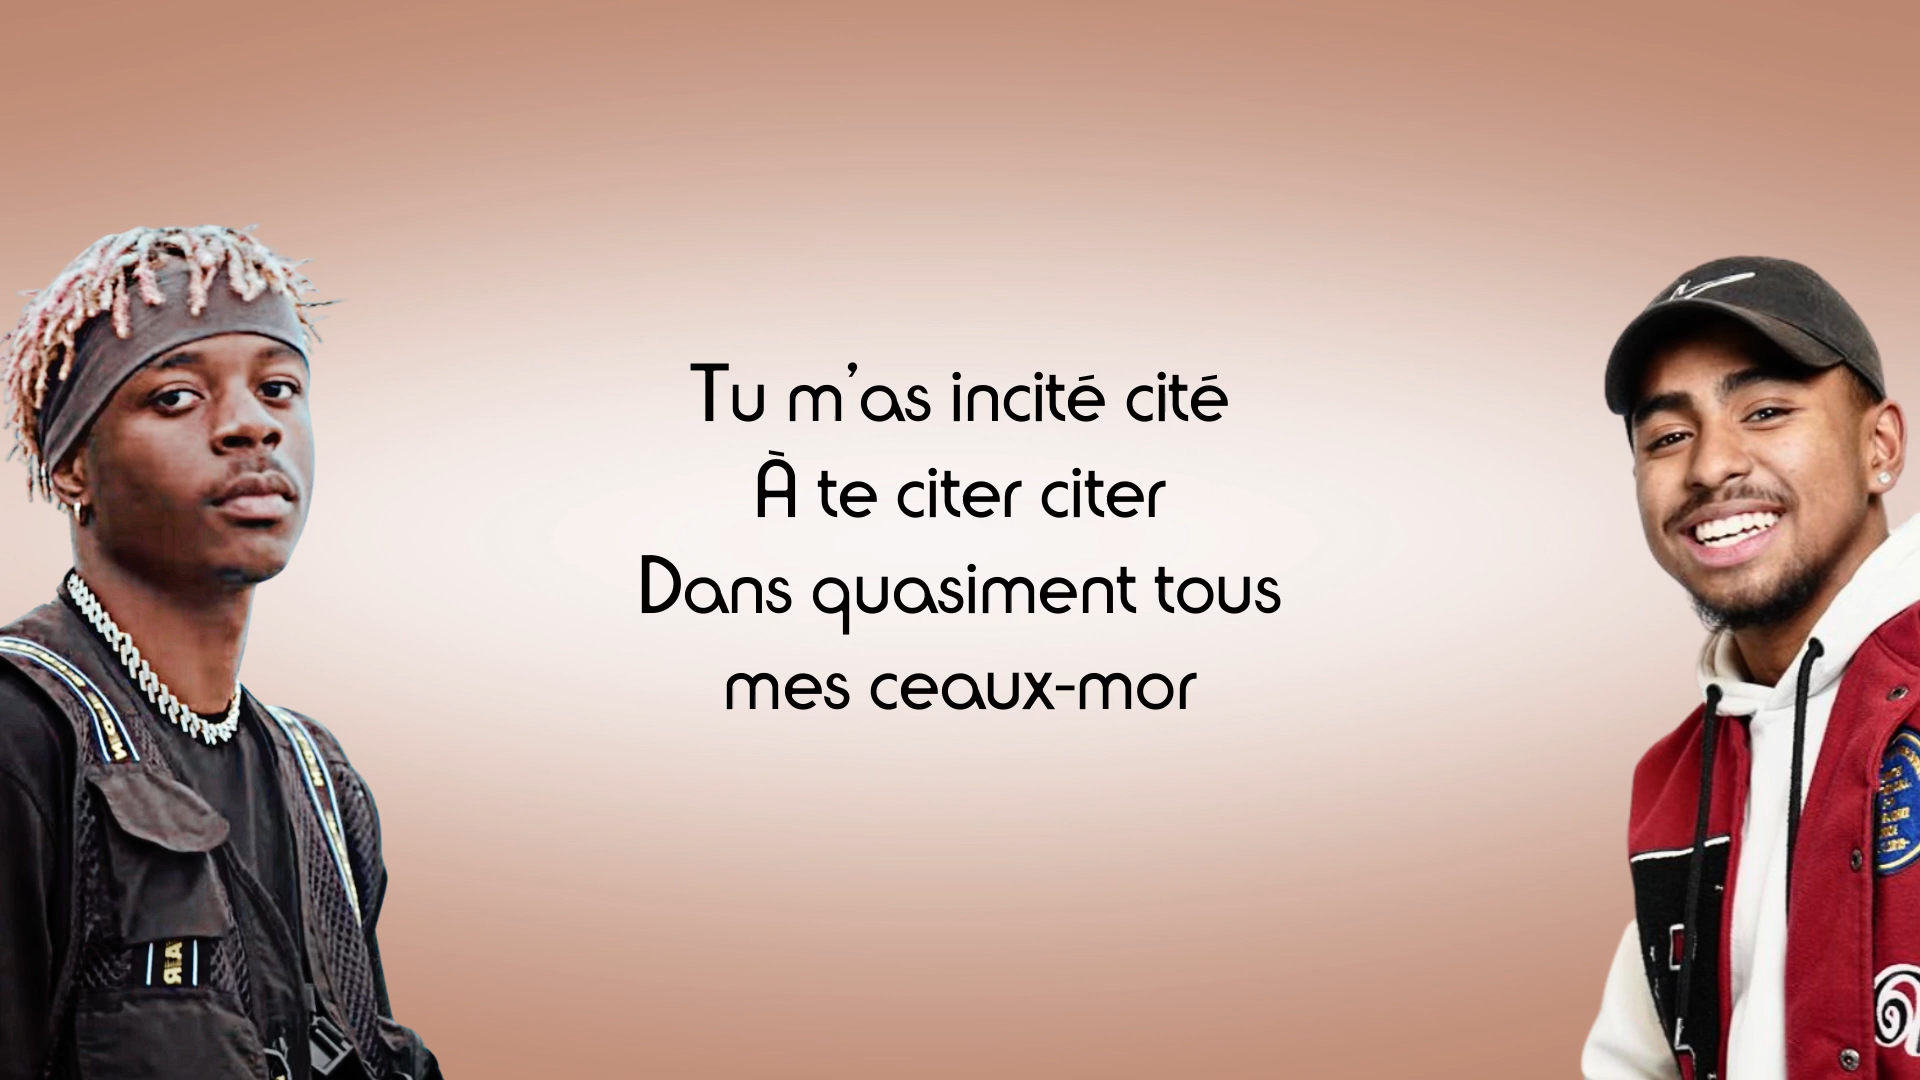 Tu m'as incité cité
À te citer citer
Dans quasiment tous
mes ceaux-mor